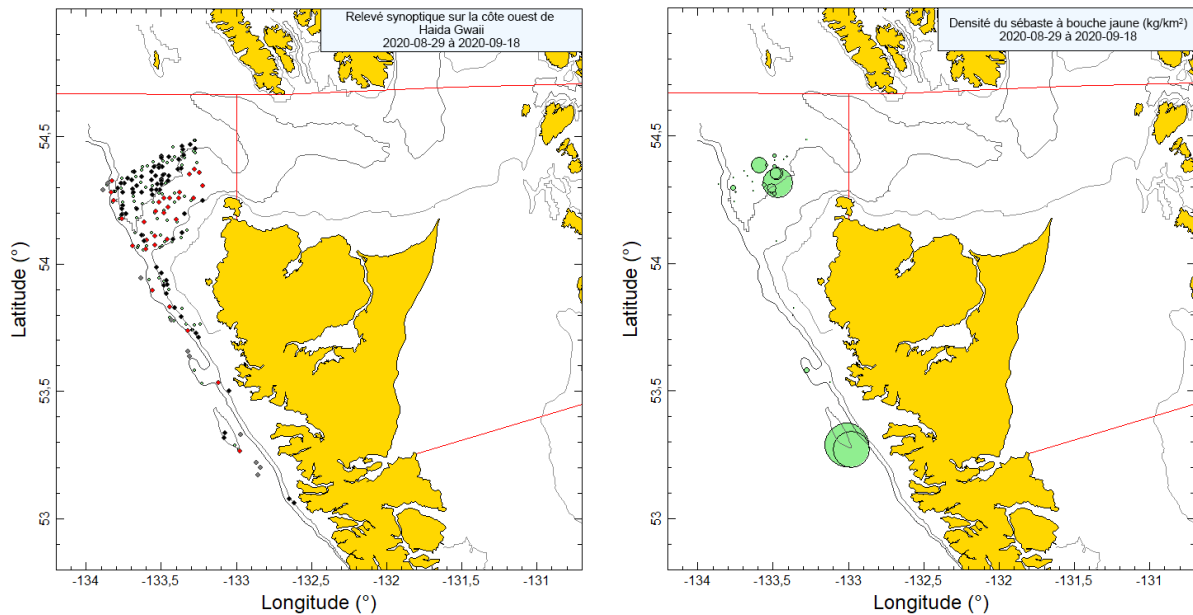 Relevé synoptique sur la côte ouest de
Haida Gwaii
2020-08-29 à 2020-09-18
54,5
54
53,5
53
Latitude (°)
-134
-133,5
-133
-132,5
-132
-131,5
-131
Longitude (°)
Densité du sébaste à bouche jaune (kg/km²)
2020-08-29 à 2020-09-18
54,5
54
53,5
53
Latitude (°)
-134
-133,5
-133
-132,5
-132
-131,5
-131
Longitude (°)